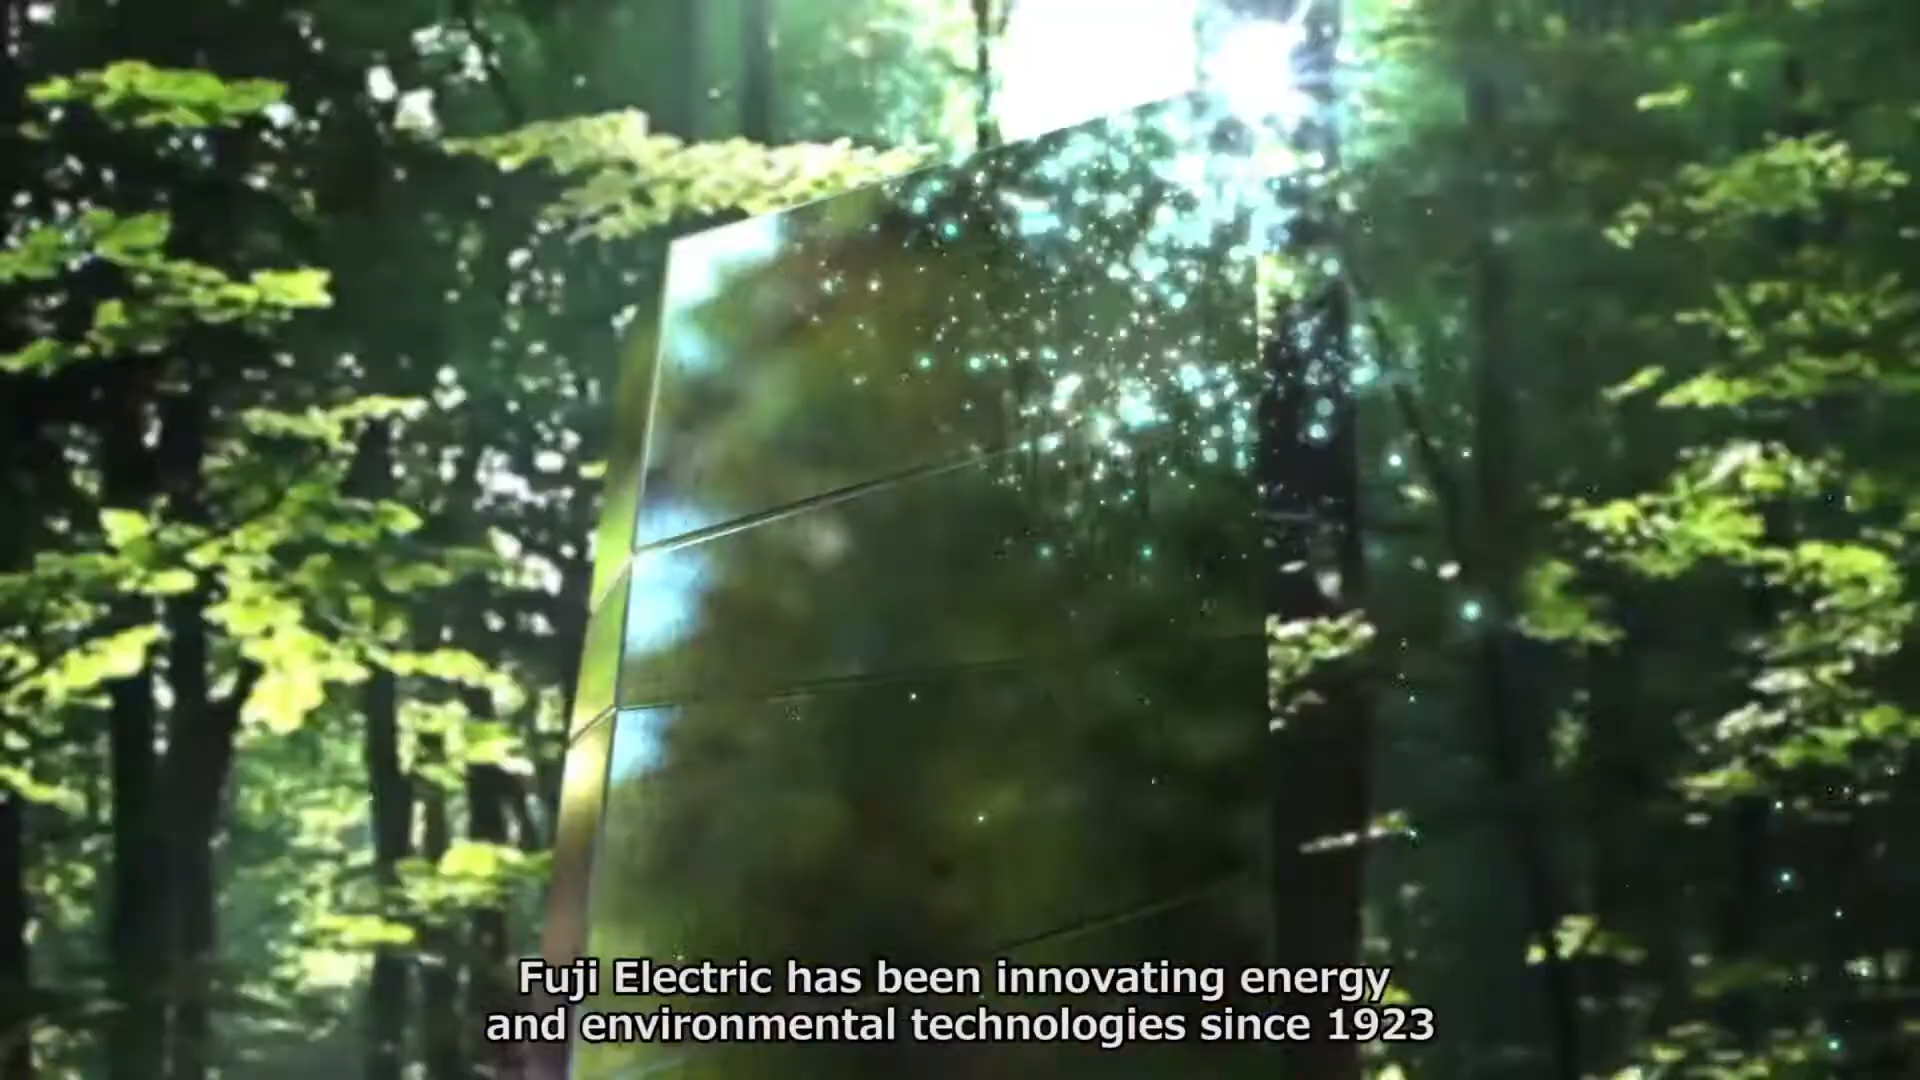 Fuji Electric has been innovating energy
and environmental technologies since 1923